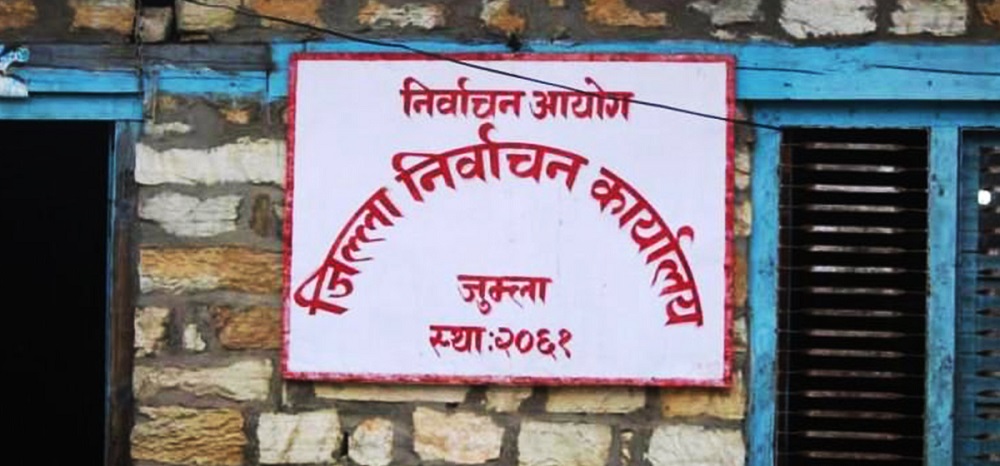 निर्वाचन आयोग
जिल्ला निर्वाचन कार्यालय
जुम्ला
स्था:२०६१